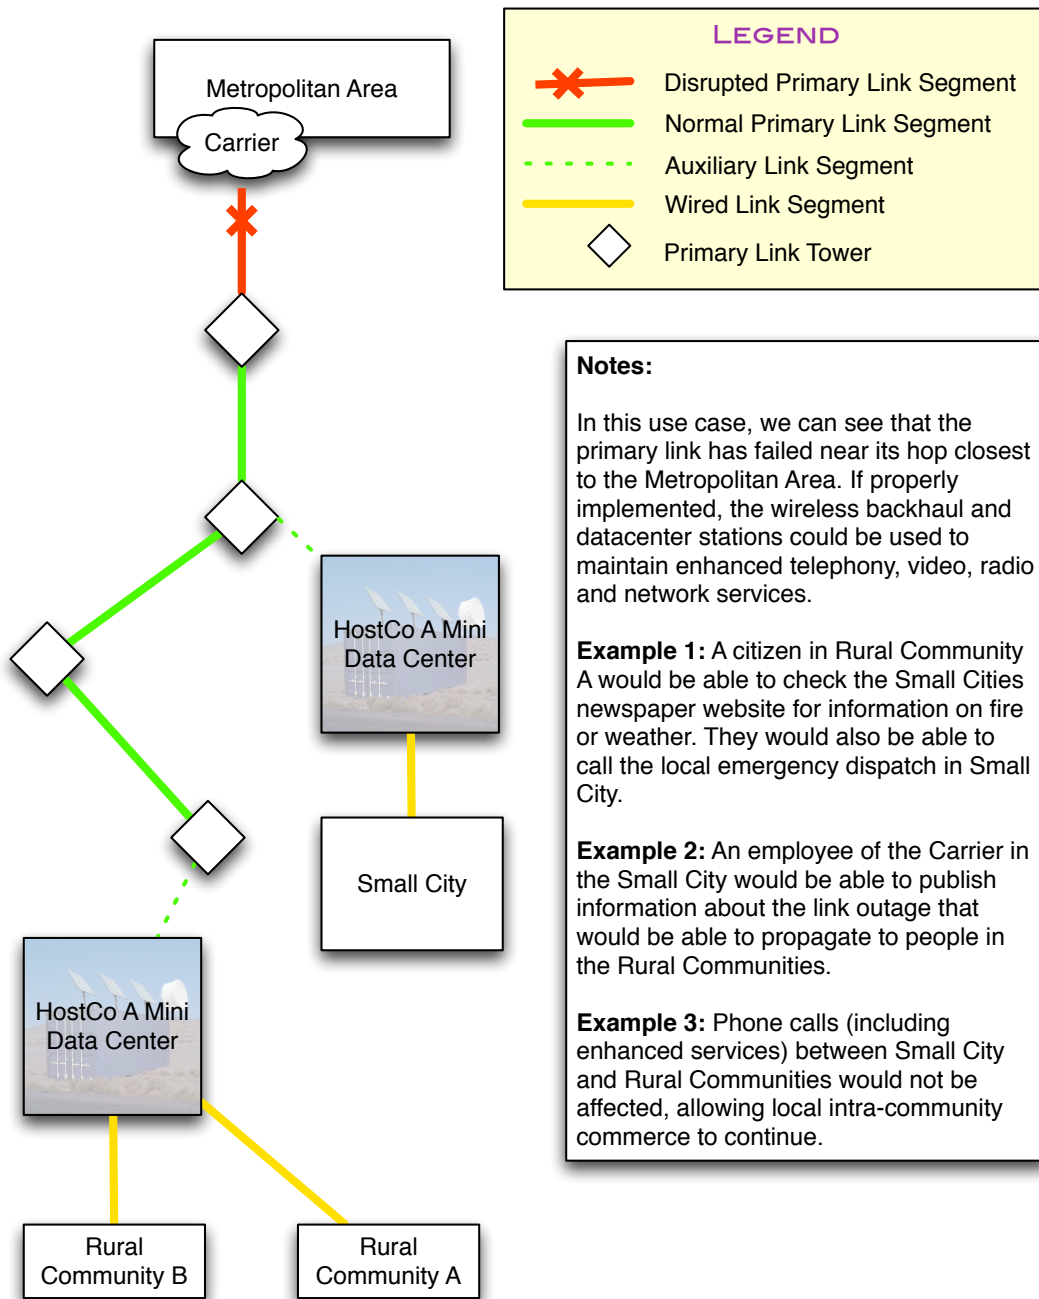 Metropolitan Area
Carrier
LEGEND
Disrupted Primary Link Segment
Normal Primary Link Segment
Auxiliary Link Segment
Wired Link Segment
Primary Link Tower
Notes:
In this use case, we can see that the
primary link has failed near its hop closest
to the Metropolitan Area. If properly
implemented, the wireless backhaul and
datacenter stations could be used to
maintain enhanced telephony, video, radio
and network services.
Example 1: A citizen in Rural Community
A would be able to check the Small Cities
newspaper website for information on fire
or weather. They would also be able to
call the local emergency dispatch in Small
City.
Example 2: An employee of the Carrier in
the Small City would be able to publish
information about the link outage that
would be able to propagate to people in
the Rural Communities.
Example 3: Phone calls (including
enhanced services) between Small City
and Rural Communities would not be
affected, allowing local intra-community
commerce to continue.
HostCo A Mini
Data Center
Small City
HostCo A Mini
Data Center
Rural
Community B
Rural
Community A